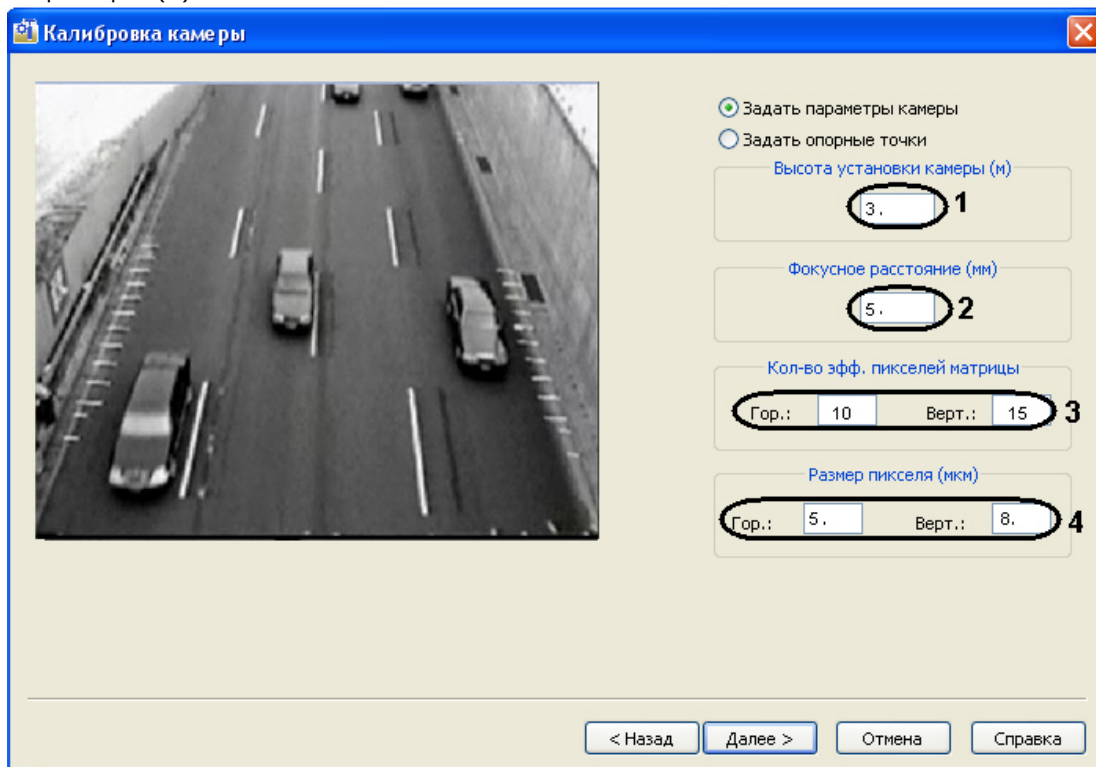 Калибровка камеры
Задать параметры камеры
Задать опорные точки
Высота установки камеры (м)
3. 1
Фокусное расстояние (мм)
5. 2
Кол-во эфф. пикселей матрицы
Гор.: 10 Верт.: 15 3
Размер пикселя (мкм)
Гор.: 5. Верт.: 8. 4
< Назад Далее > Отмена Справка